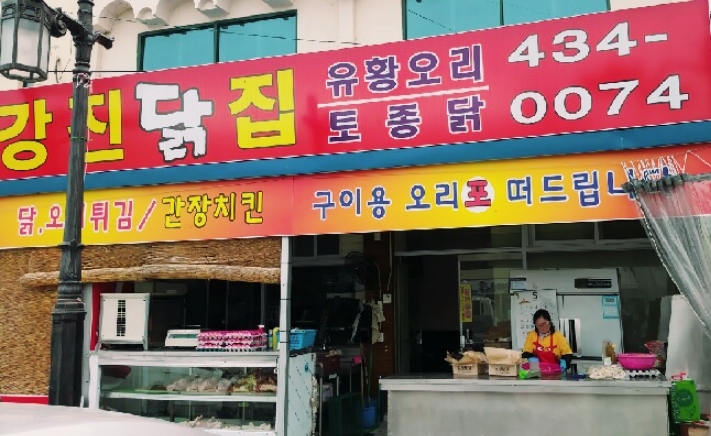 강진닭집
유황오리
토종닭
434-
0074
닭.오리튀김/간장치킨
구이용 오리포 떠드립니다